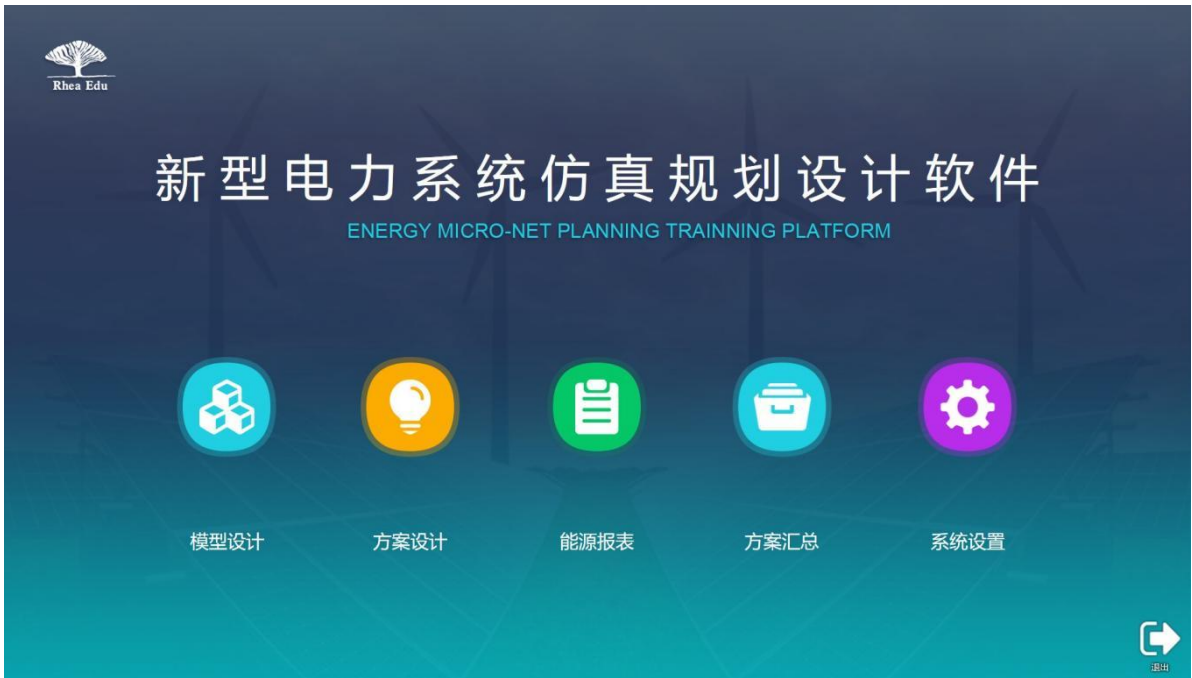 Rhea Edu
新型电力系统仿真规划设计软件
ENERGY MICRO-NET PLANNING TRAINNING PLATFORM
模型设计
方案设计
能源报表
方案汇总
系统设置
退出